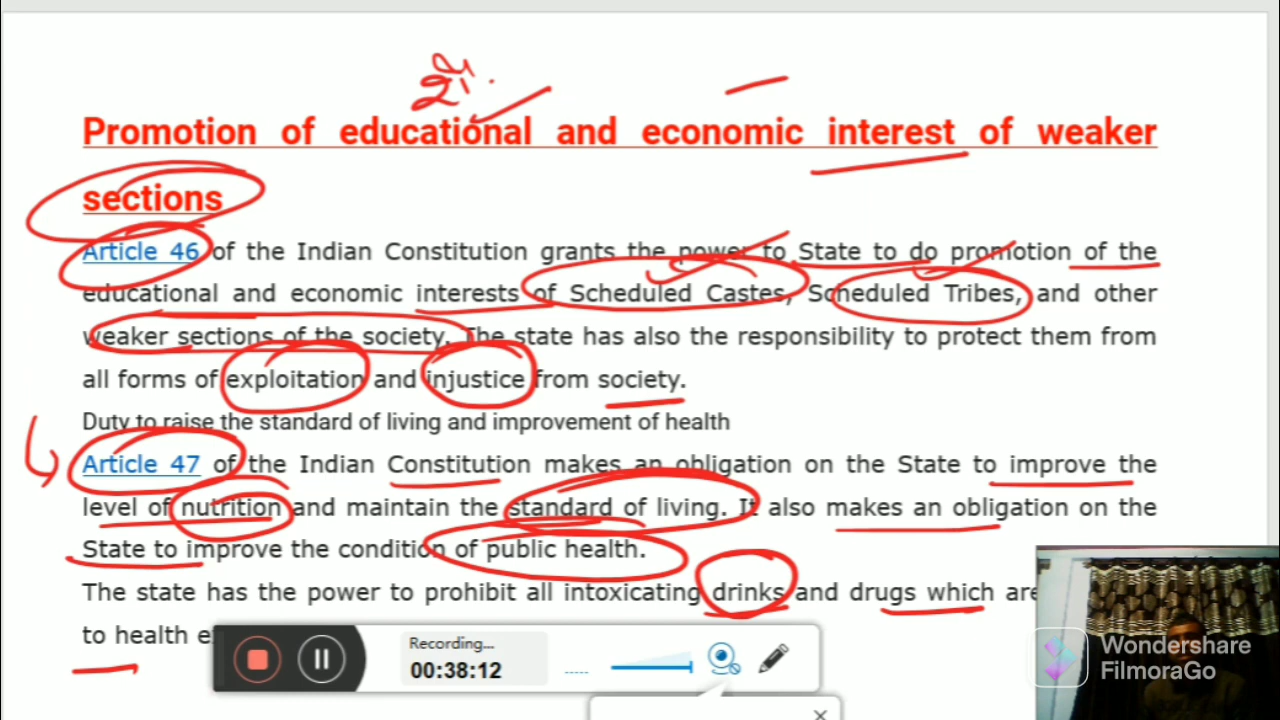 Promotion of educational and economic interest of weaker
sections
Article 46 of the Indian Constitution grants the power to State to do promotion of the
educational and economic interests of Scheduled Castes, Scheduled Tribes, and other
weaker sections of the society. The state has also the responsibility to protect them from
all forms of exploitation and injustice from society.
Duty to raise the standard of living and improvement of health
Article 47 of the Indian Constitution makes an obligation on the State to improve the
level of nutrition and maintain the standard of living. It also makes an obligation on the
State to improve the condition of public health.
The state has the power to prohibit all intoxicating drinks and drugs which are
to health
Recording...
00:38:12
Wondershare
FilmoraGo